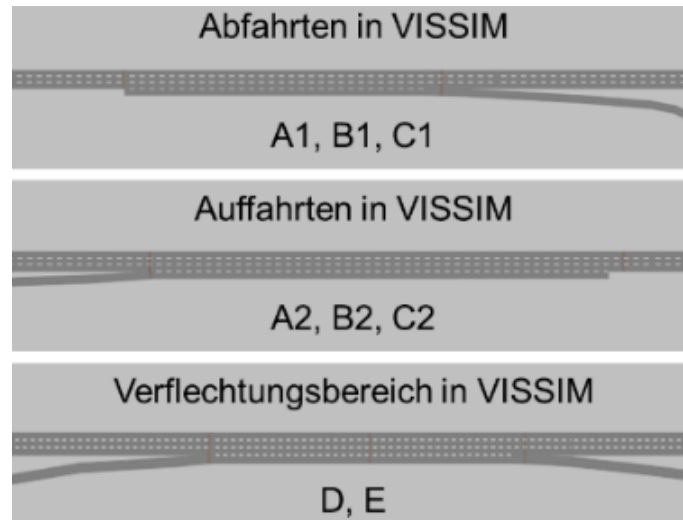 Abfahrten in VISSIM
A1, B1, C1
Auffahrten in VISSIM
A2, B2, C2
Verflechtungsbereich in VISSIM
D, E